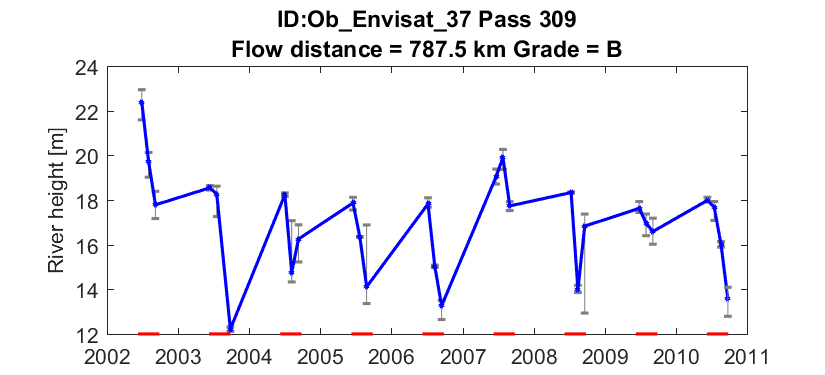 ID:Ob_Envisat_37 Pass 309
Flow distance = 787.5 km Grade = B
River height [m]
24
22
20
18
16
14
12
2002 2003 2004 2005 2006 2007 2008 2009 2010 2011